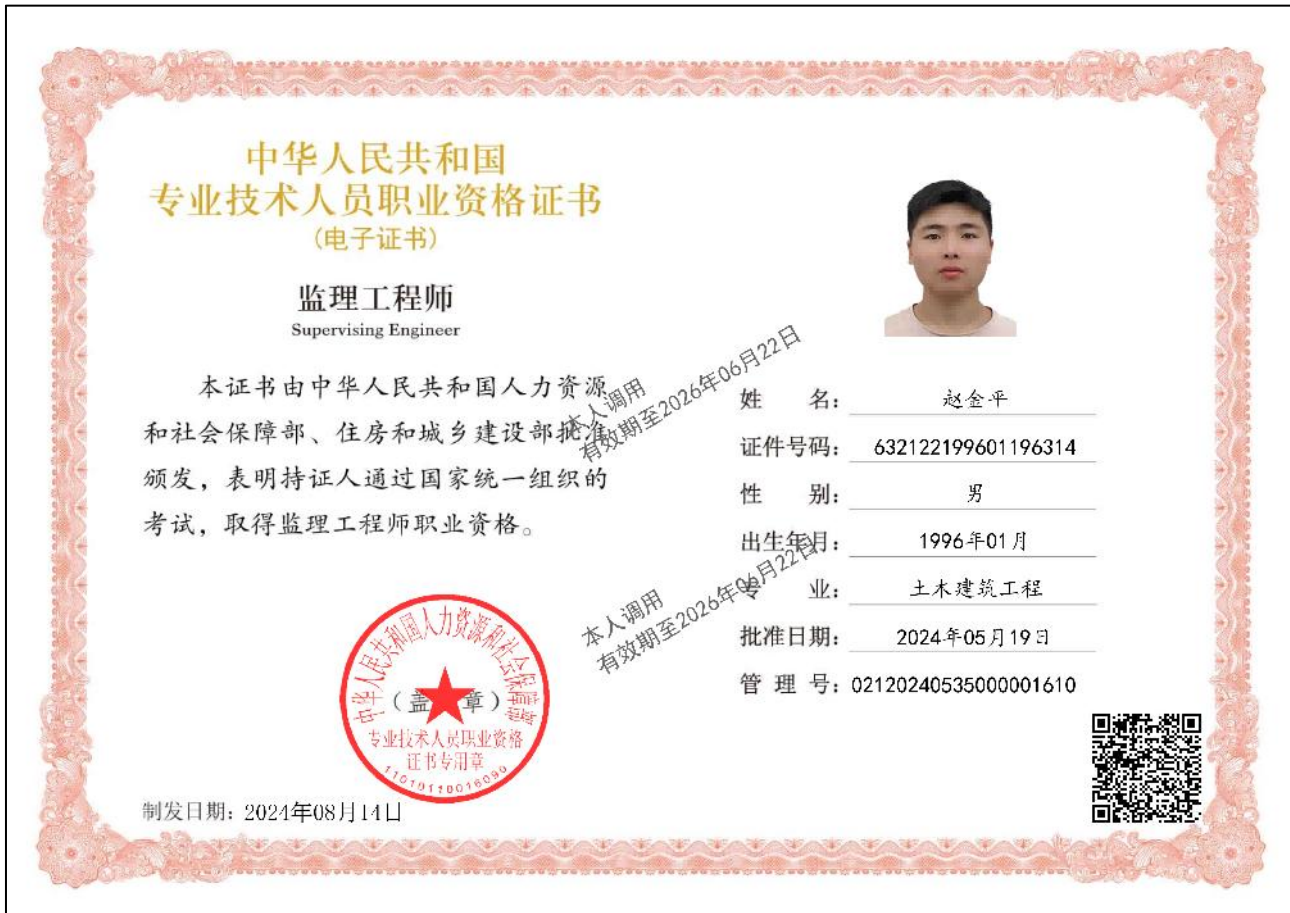 中华人民共和国
专业技术人员职业资格证书
(电子证书)
监理工程师
Supervising Engineer
本证书由中华人民共和国人力资源
和社会保障部、住房和城乡建设部批准
颁发，表明持证人通过国家统一组织的
考试，取得监理工程师职业资格。
本人调用
有效期至2026年06月22日
本人调用
有效期至2026年06月22日
中华人民共和国人力资源和社会保障部
（盖 章）
专业技术人员职业资格
证书专用章
11010110016090
制发日期：2024年08月14日
姓 名：赵金平
证件号码：632122199601196314
性 别：男
出生年月：1996年01月
专 业：土木建筑工程
批准日期：2024年05月19日
管 理 号：02120240535000001610